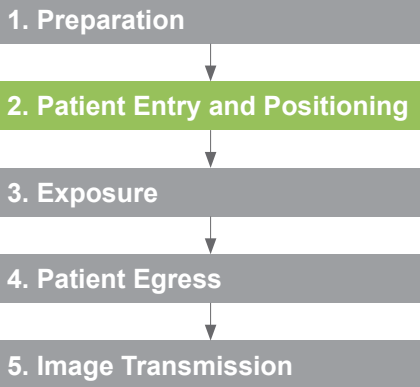 1. Preparation
2. Patient Entry and Positioning
3. Exposure
4. Patient Egress
5. Image Transmission